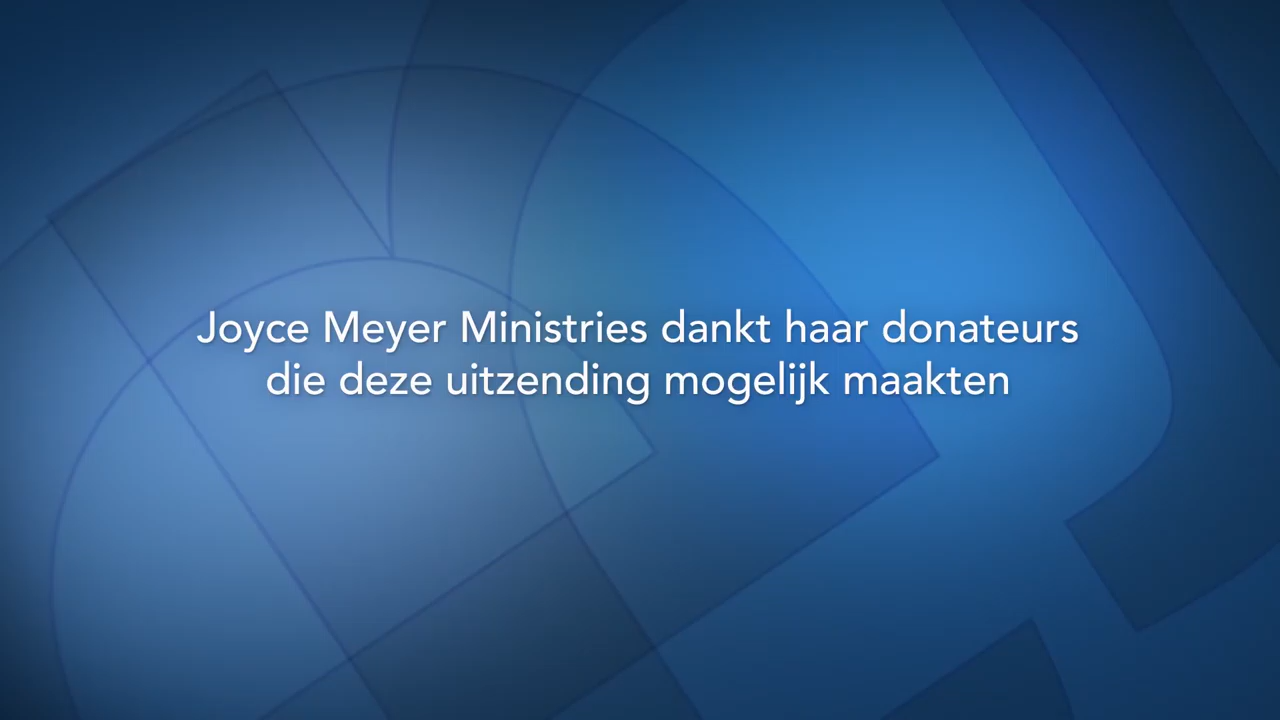 Joyce Meyer Ministries dankt haar donateurs
die deze uitzending mogelijk maakten